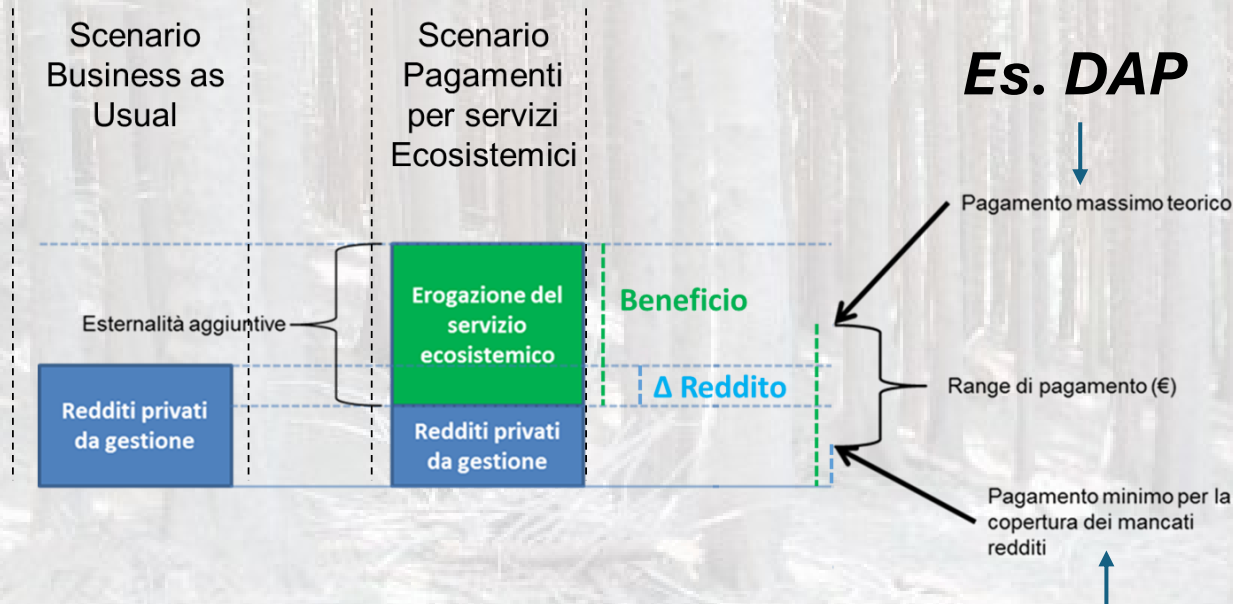 Scenario
Business as
Usual
Scenario
Pagamenti
per servizi
Ecosistemici
Es. DAP
Pagamento massimo teorico
Erogazione del
servizio
ecosistemico
Beneficio
Esternalità aggiuntive
Δ Reddito
Range di pagamento (€)
Redditi privati
da gestione
Redditi privati
da gestione
Pagamento minimo per la
copertura dei mancati
redditi